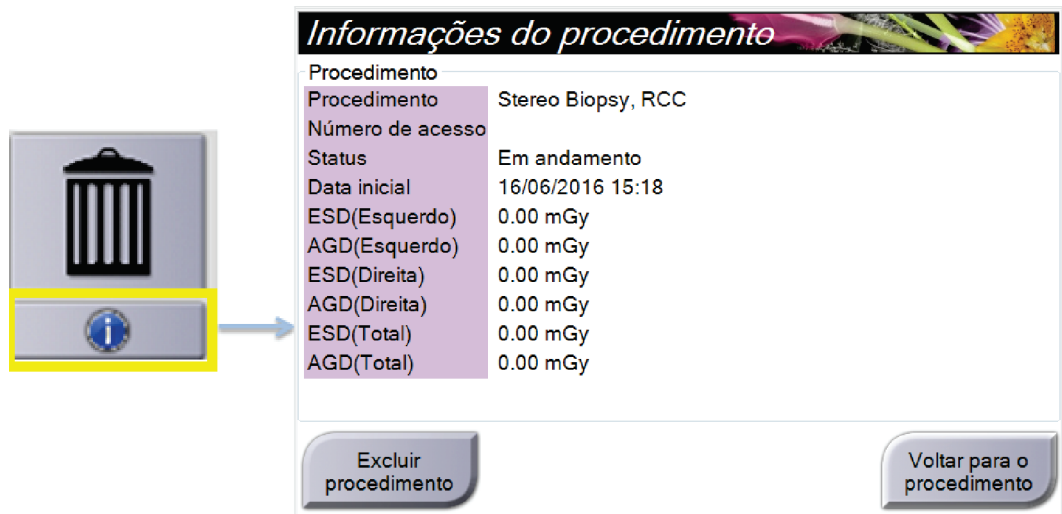 Informações do procedimento
Procedimento
Procedimento Stereo Biopsy, RCC
Número de acesso
Status Em andamento
Data inicial 16/06/2016 15:18
ESD(Esquerdo) 0.00 mGy
AGD(Esquerdo) 0.00 mGy
ESD(Direita) 0.00 mGy
AGD(Direita) 0.00 mGy
ESD(Total) 0.00 mGy
AGD(Total) 0.00 mGy
Excluir
procedimento
Voltar para o
procedimento